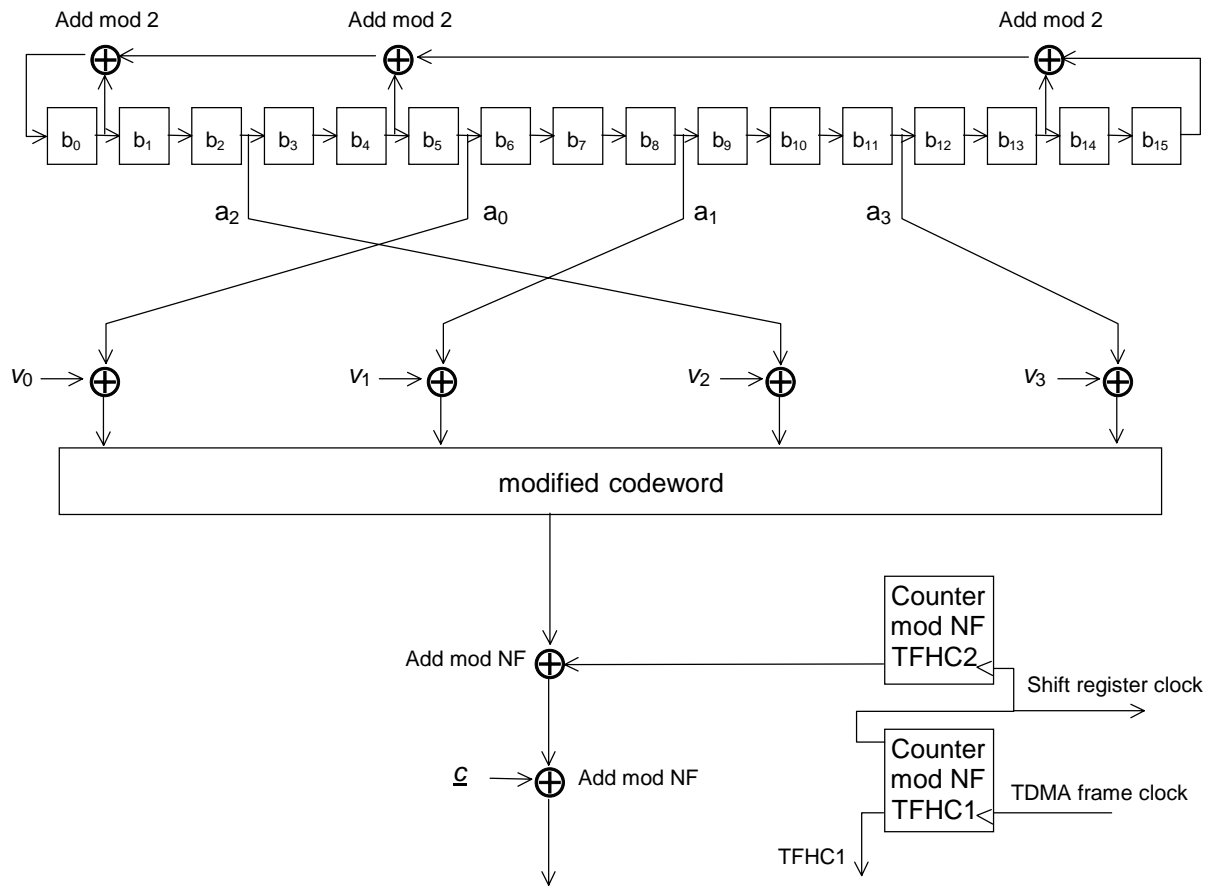 Add mod 2 Add mod 2 Add mod 2
b₀ b₁ b₂ b₃ b₄ b₅ b₆ b₇ b₈ b₉ b₁₀ b₁₁ b₁₂ b₁₃ b₁₄ b₁₅
a₂ a₀ a₁ a₃
v₀ v₁ v₂ v₃
modified codeword
Counter
mod NF
TFHC2
Add mod NF
Shift register clock
Counter
mod NF
TFHC1
c Add mod NF
TDMA frame clock
TFHC1